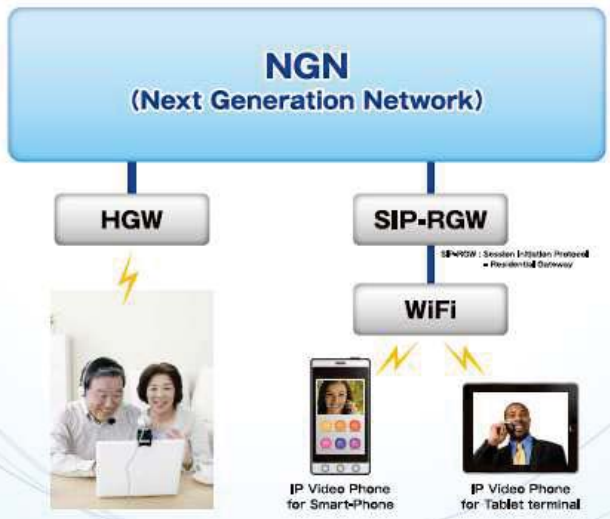 NGN
(Next Generation Network)
HGW
SIP-RGW
SIP-RGW : Session Initiation Protocol
– Residential Gateway
WiFi
IP Video Phone
for Smart-Phone
IP Video Phone
for Tablet terminal